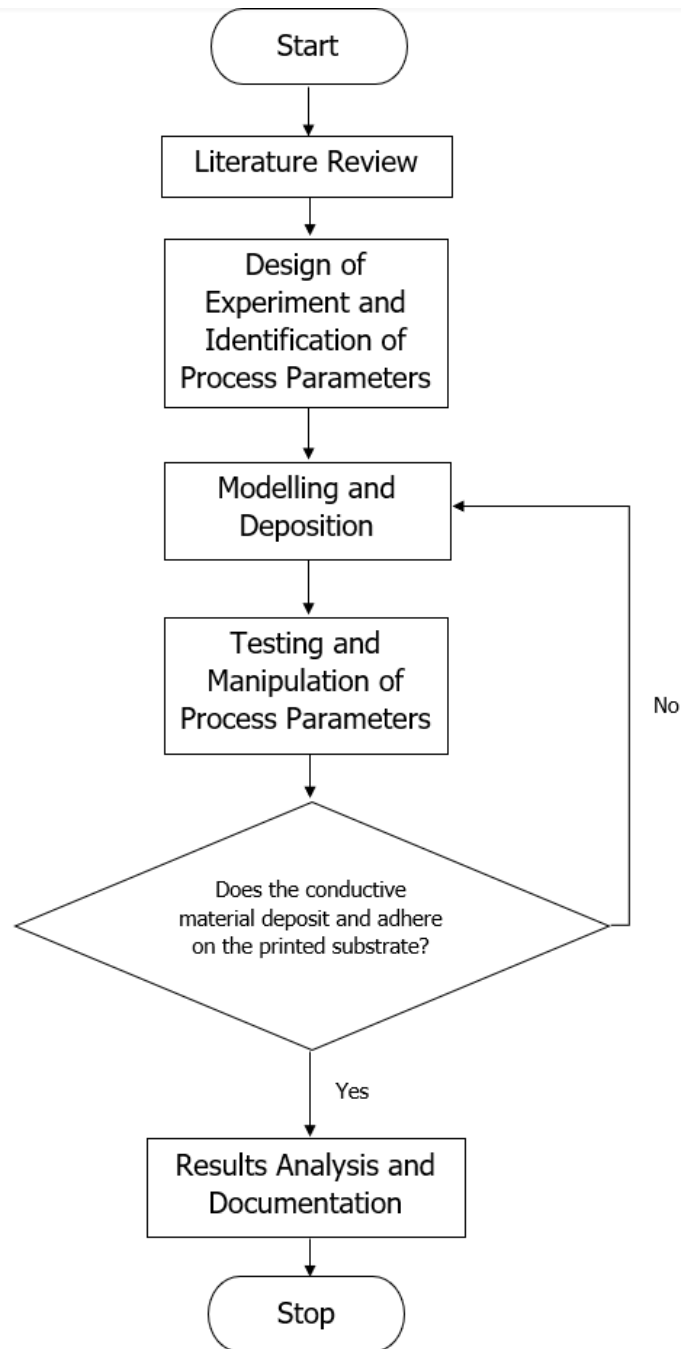 Start
Literature Review
Design of
Experiment and
Identification of
Process Parameters
Modelling and
Deposition
Testing and
Manipulation of
Process Parameters
No
Does the conductive
material deposit and adhere
on the printed substrate?
Yes
Results Analysis and
Documentation
Stop